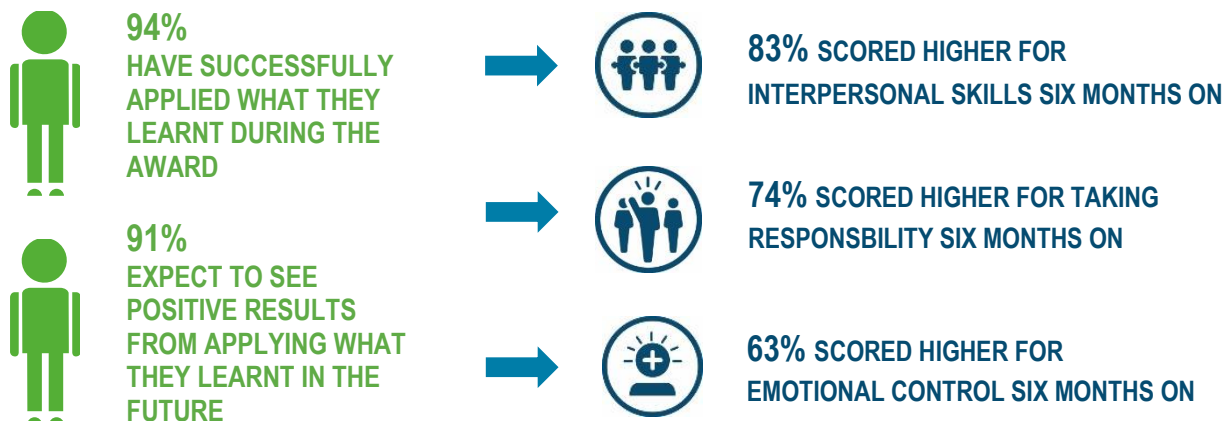 94%
HAVE SUCCESSFULLY
APPLIED WHAT THEY
LEARNT DURING THE
AWARD
91%
EXPECT TO SEE
POSITIVE RESULTS
FROM APPLYING WHAT
THEY LEARNT IN THE
FUTURE
83% SCORED HIGHER FOR
INTERPERSONAL SKILLS SIX MONTHS ON
74% SCORED HIGHER FOR TAKING
RESPONSBILITY SIX MONTHS ON
63% SCORED HIGHER FOR
EMOTIONAL CONTROL SIX MONTHS ON